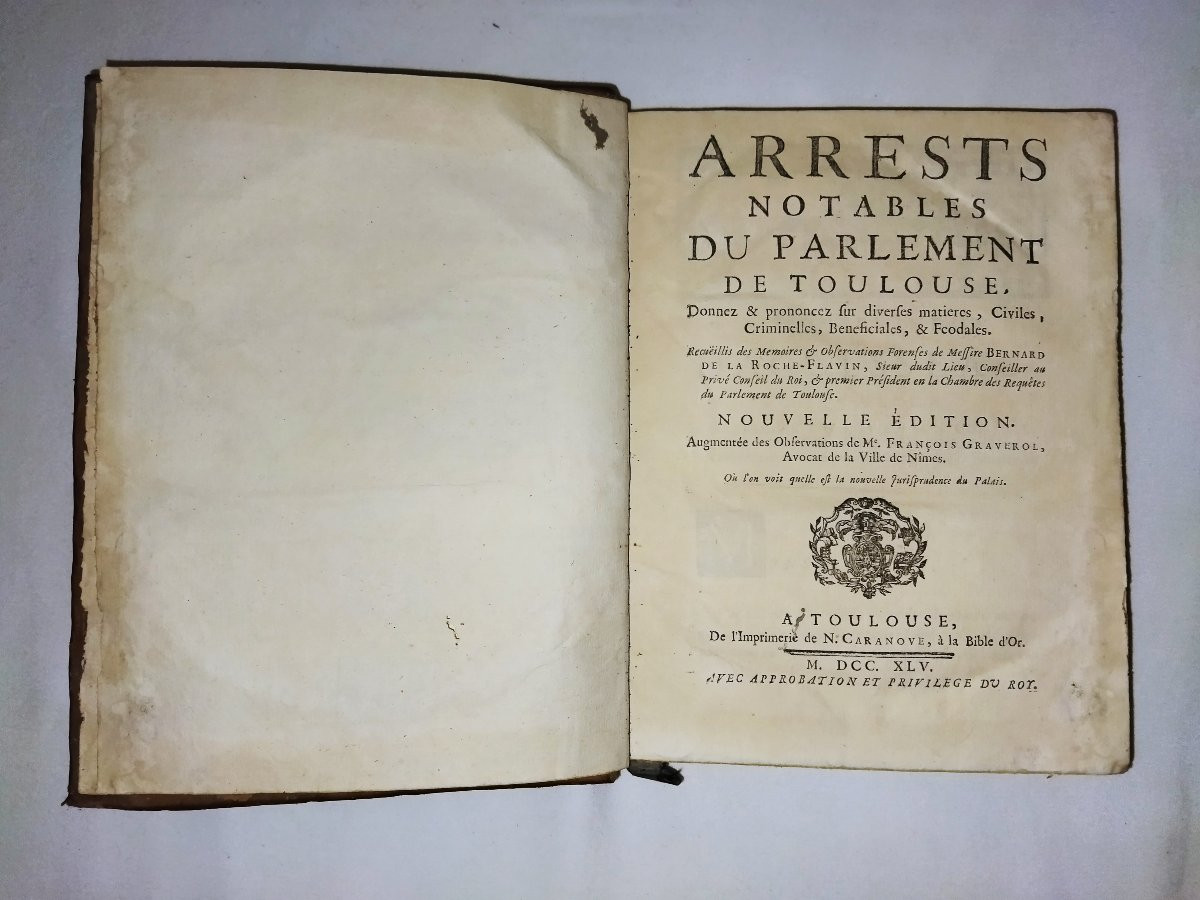 ARRESTS
NOTABLES
DU PARLEMENT
DE TOULOUSE.
Donnez & prononcez ſur diverſes matieres, Civiles,
Criminelles, Beneficiales, & Feodales.
Recuëillis des Memoires & Obſervations Forenſes de Meſſire BERNARD
DE LA ROCHE-FLAVIN, Sieur dudit Lieu, Conſeiller au
Privé Conſeil du Roi, & premier Préſident en la Chambre des Requêtes
du Parlement de Toulouſe.
NOUVELLE ÉDITION.
Augmentée des Obſervations de Me. FRANÇOIS GRAVEROL,
Avocat de la Ville de Nîmes.
Où l'on voit quelle eſt la nouvelle Juriſprudence du Palais.
A TOULOUSE,
De l'Imprimerie de N. CARANOVE, à la Bible d'Or.
M. DCC. XLV.
AVEC APPROBATION ET PRIVILEGE DU ROY.